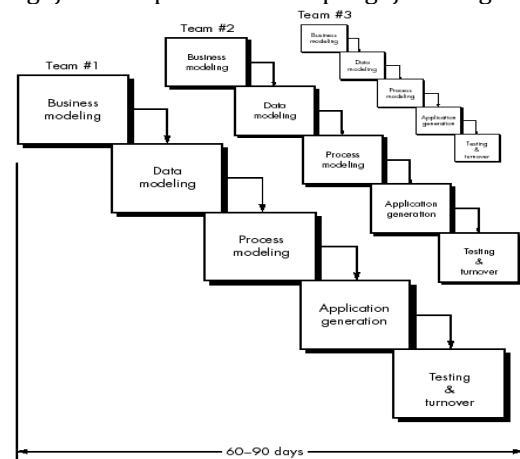 Team #1
Business
modeling
Data
modeling
Process
modeling
Application
generation
Testing
&
turnover
Team #2
Business
modeling
Data
modeling
Process
modeling
Application
generation
Testing
&
turnover
Team #3
Business
modeling
Data
modeling
Process
modeling
Application
generation
Testing
&
turnover
60–90 days